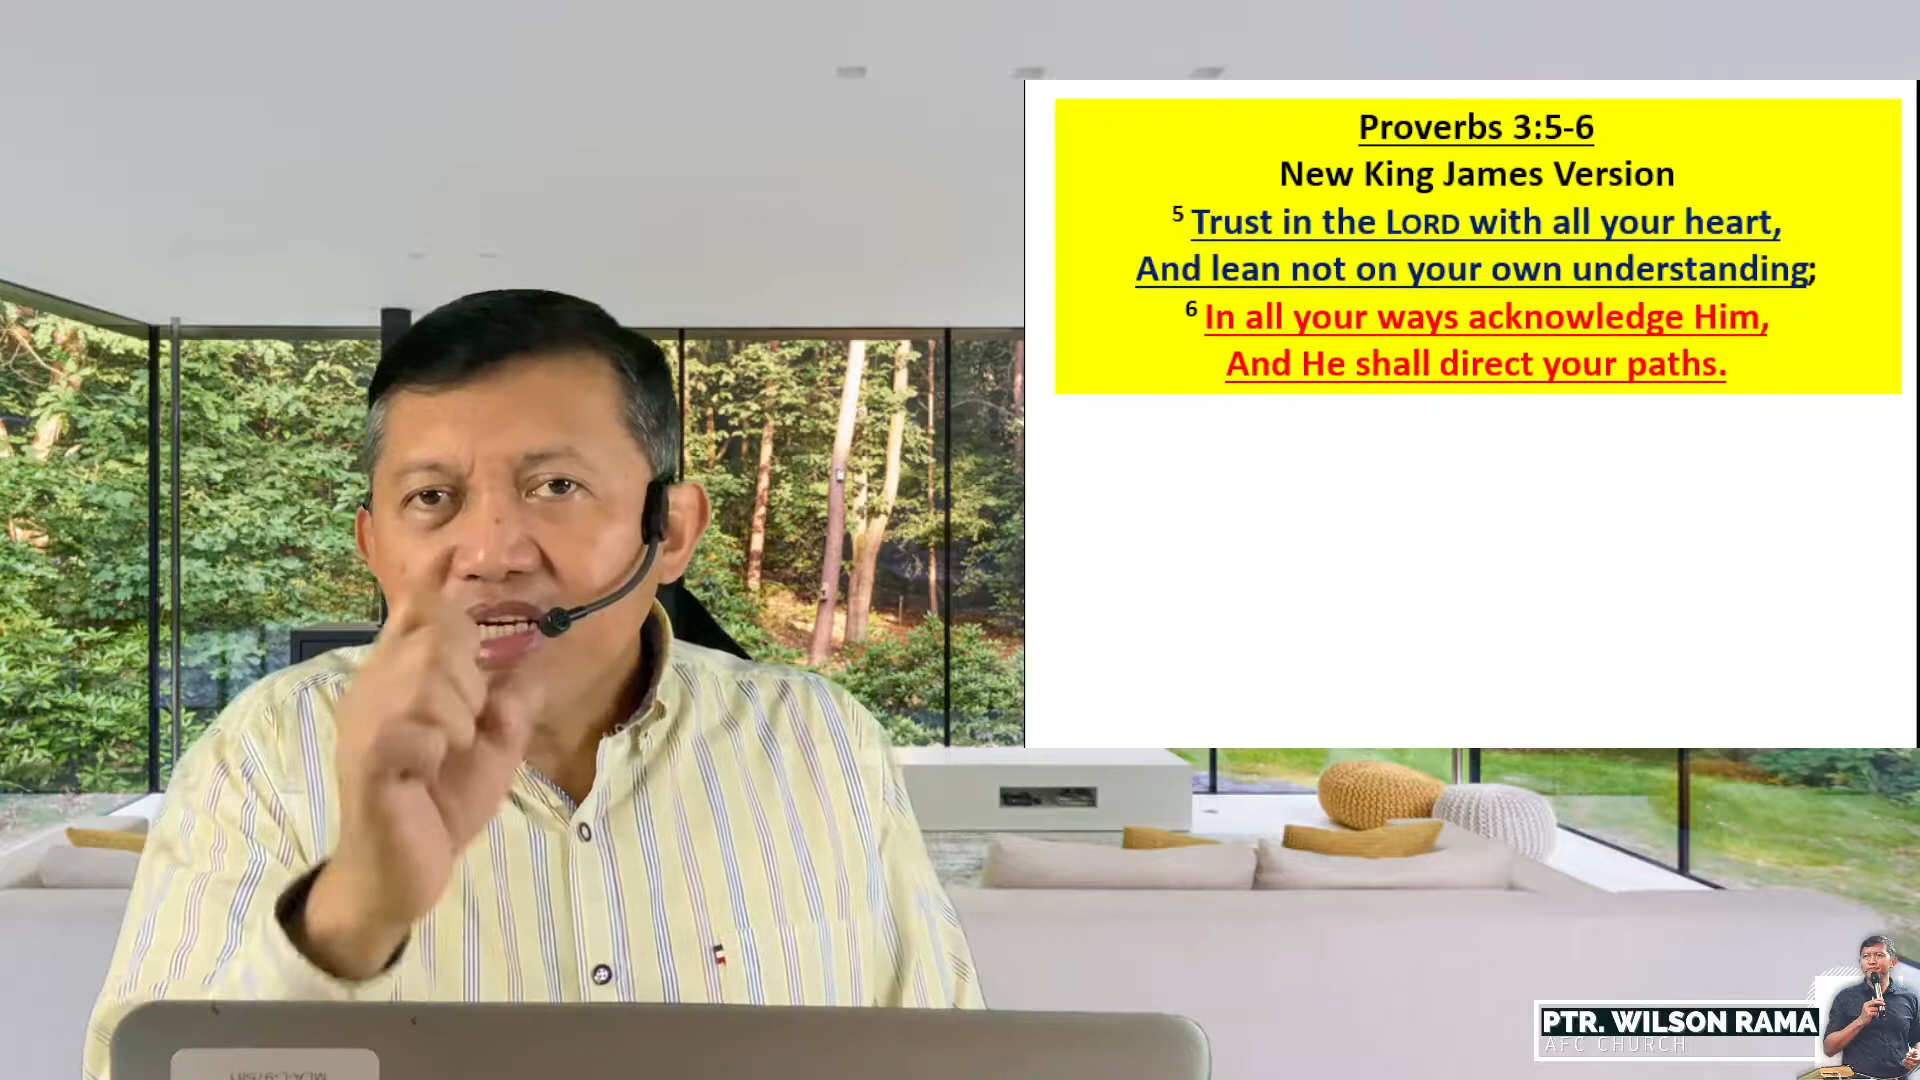 Proverbs 3:5-6
New King James Version
5 Trust in the LORD with all your heart,
And lean not on your own understanding;
6 In all your ways acknowledge Him,
And He shall direct your paths.
PTR. WILSON RAMA
AFC CHURCH